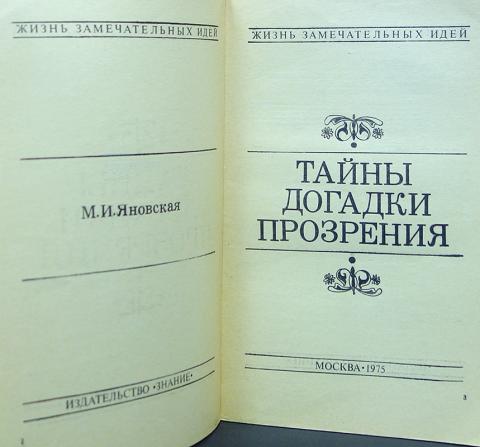 ЖИЗНЬ ЗАМЕЧАТЕЛЬНЫХ ИДЕЙ
М.И.Яновская
ИЗДАТЕЛЬСТВО «ЗНАНИЕ»
ЖИЗНЬ ЗАМЕЧАТЕЛЬНЫХ ИДЕЙ
ТАЙНЫ
ДОГАДКИ
ПРОЗРЕНИЯ
МОСКВА·1975
3